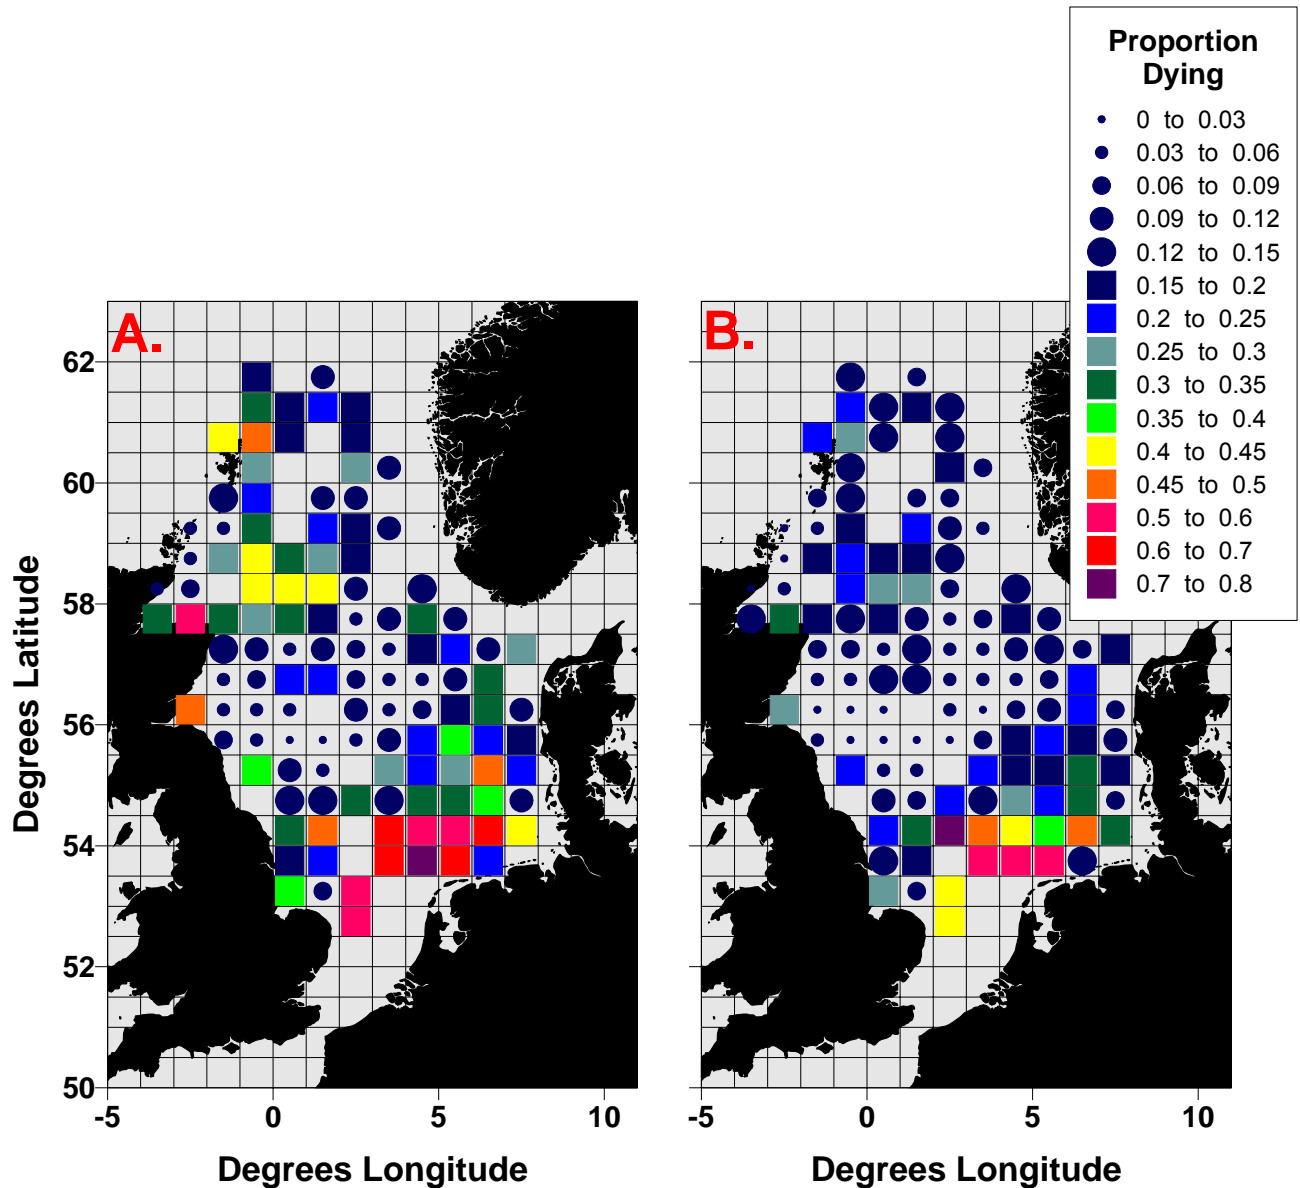 Proportion
Dying
0 to 0.03
0.03 to 0.06
0.06 to 0.09
0.09 to 0.12
0.12 to 0.15
0.15 to 0.2
0.2 to 0.25
0.25 to 0.3
0.3 to 0.35
0.35 to 0.4
0.4 to 0.45
0.45 to 0.5
0.5 to 0.6
0.6 to 0.7
0.7 to 0.8
A.
B.
Degrees Latitude
62
60
58
56
54
52
50
-5 0 5 10
-5 0 5 10
Degrees Longitude
Degrees Longitude